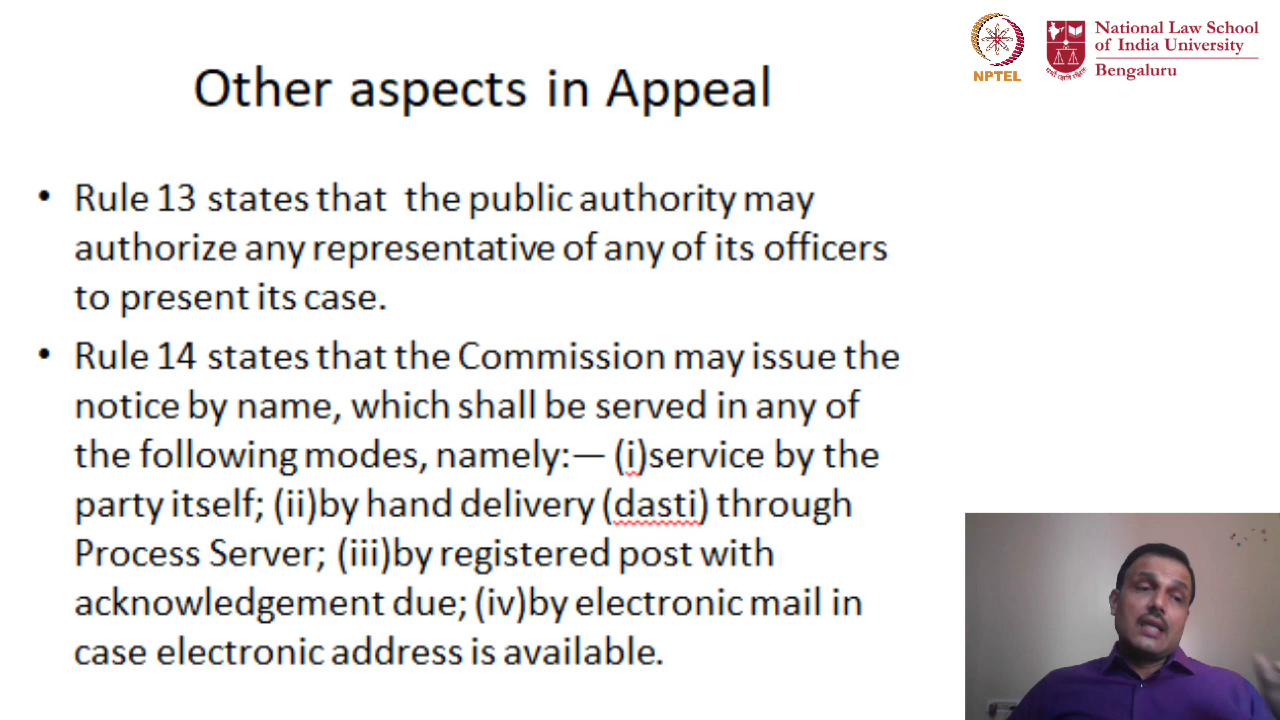 NPTEL
National Law School
of India University
Bengaluru
Other aspects in Appeal
• Rule 13 states that the public authority may
authorize any representative of any of its officers
to present its case.
• Rule 14 states that the Commission may issue the
notice by name, which shall be served in any of
the following modes, namely:— (i)service by the
party itself; (ii)by hand delivery (dasti) through
Process Server; (iii)by registered post with
acknowledgement due; (iv)by electronic mail in
case electronic address is available.